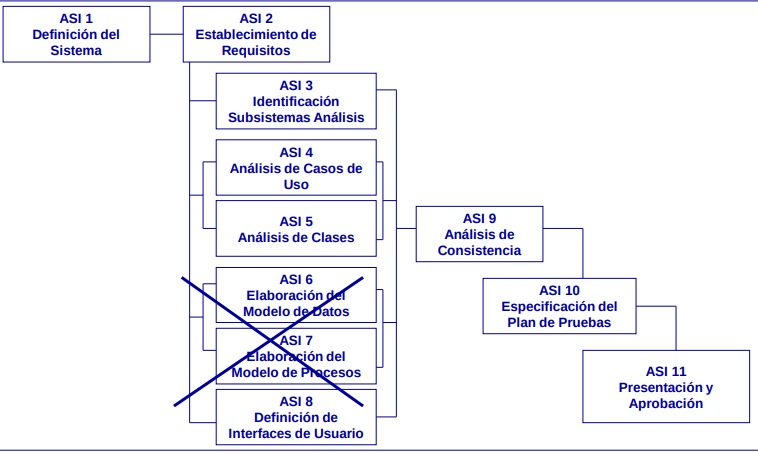 ASI 1
Definición del
Sistema
ASI 2
Establecimiento de
Requisitos
ASI 3
Identificación
Subsistemas Análisis
ASI 4
Análisis de Casos de
Uso
ASI 5
Análisis de Clases
ASI 6
Elaboración del
Modelo de Datos
ASI 7
Elaboración del
Modelo de Procesos
ASI 8
Definición de
Interfaces de Usuario
ASI 9
Análisis de
Consistencia
ASI 10
Especificación del
Plan de Pruebas
ASI 11
Presentación y
Aprobación